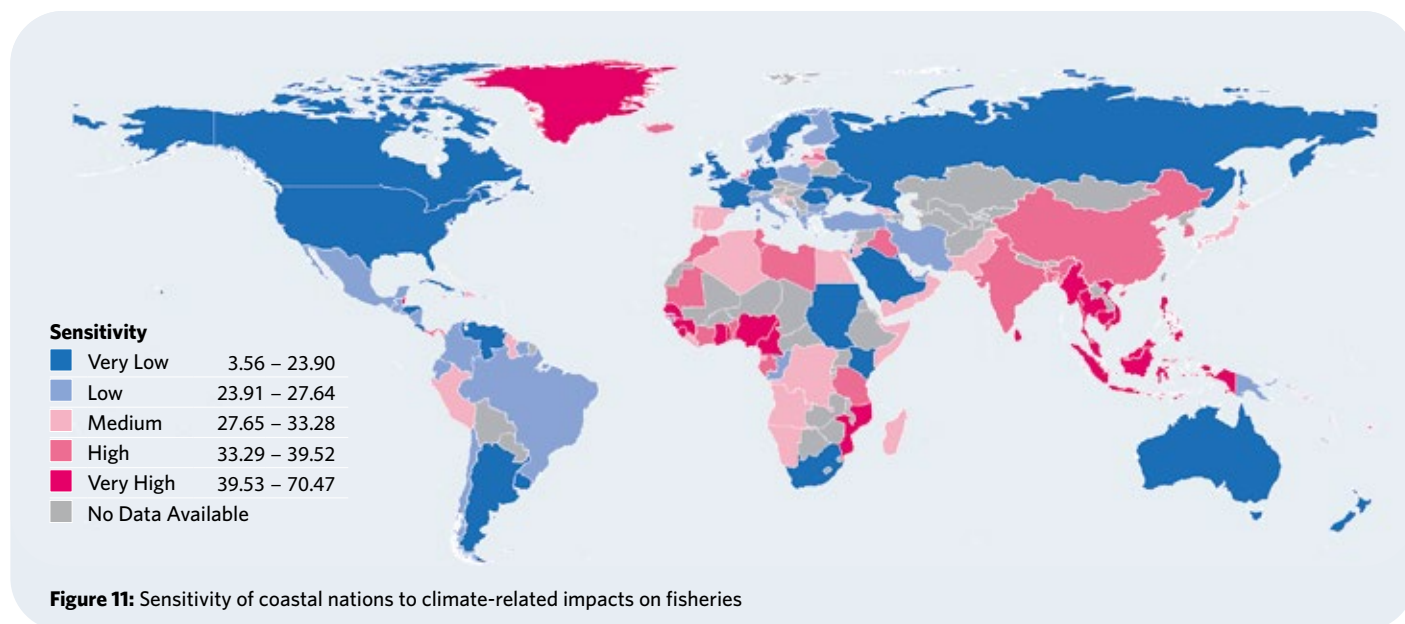 Sensitivity
Very Low 3.56 – 23.90
Low 23.91 – 27.64
Medium 27.65 – 33.28
High 33.29 – 39.52
Very High 39.53 – 70.47
No Data Available
Figure 11: Sensitivity of coastal nations to climate-related impacts on fisheries